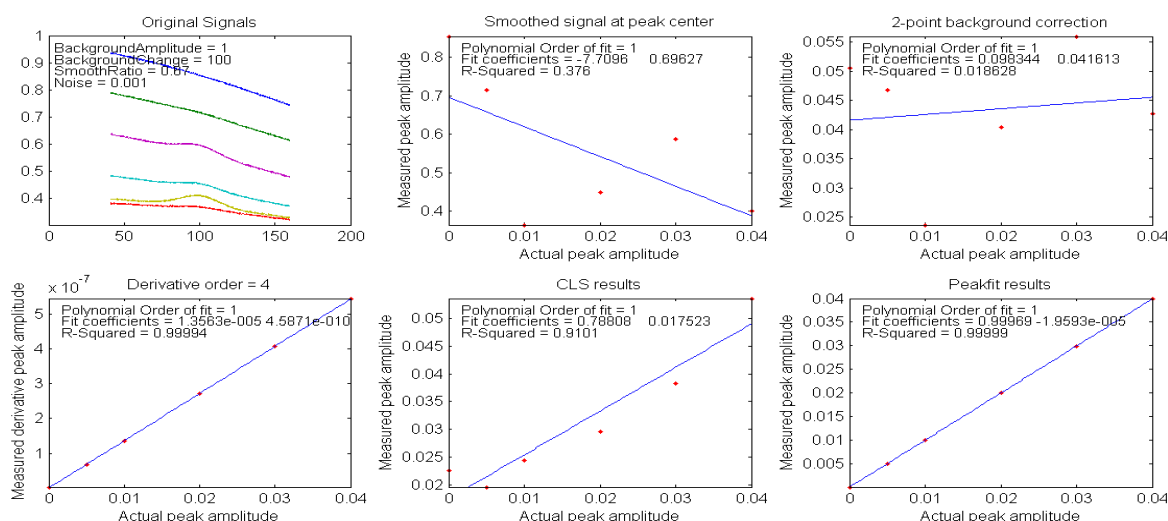 Original Signals
BackgroundAmplitude = 1
BackgroundChange = 100
SmoothRatio = 0.67
Noise = 0.001
1
0.9
0.8
0.7
0.6
0.5
0.4
0 50 100 150 200
Smoothed signal at peak center
Polynomial Order of fit = 1
Fit coefficients = -7.7096 0.69627
R-Squared = 0.376
Measured peak amplitude
0.8
0.7
0.6
0.5
0.4
0 0.01 0.02 0.03 0.04
Actual peak amplitude
2-point background correction
Polynomial Order of fit = 1
Fit coefficients = 0.098344 0.041613
R-Squared = 0.018628
Measured peak amplitude
0.055
0.05
0.045
0.04
0.035
0.03
0.025
0 0.01 0.02 0.03 0.04
Actual peak amplitude
Derivative order = 4
x 10-7
Polynomial Order of fit = 1
Fit coefficients = 1.3563e-005 4.5871e-010
R-Squared = 0.99994
Measured derivative peak amplitude
5
4
3
2
1
0 0.01 0.02 0.03 0.04
Actual peak amplitude
CLS results
Polynomial Order of fit = 1
Fit coefficients = 0.78808 0.017523
R-Squared = 0.9101
Measured peak amplitude
0.05
0.045
0.04
0.035
0.03
0.025
0.02
0 0.01 0.02 0.03 0.04
Actual peak amplitude
Peakfit results
Polynomial Order of fit = 1
Fit coefficients = 0.99969 -1.9593e-005
R-Squared = 0.99999
Measured peak amplitude
0.04
0.035
0.03
0.025
0.02
0.015
0.01
0.005
0 0.01 0.02 0.03 0.04
Actual peak amplitude